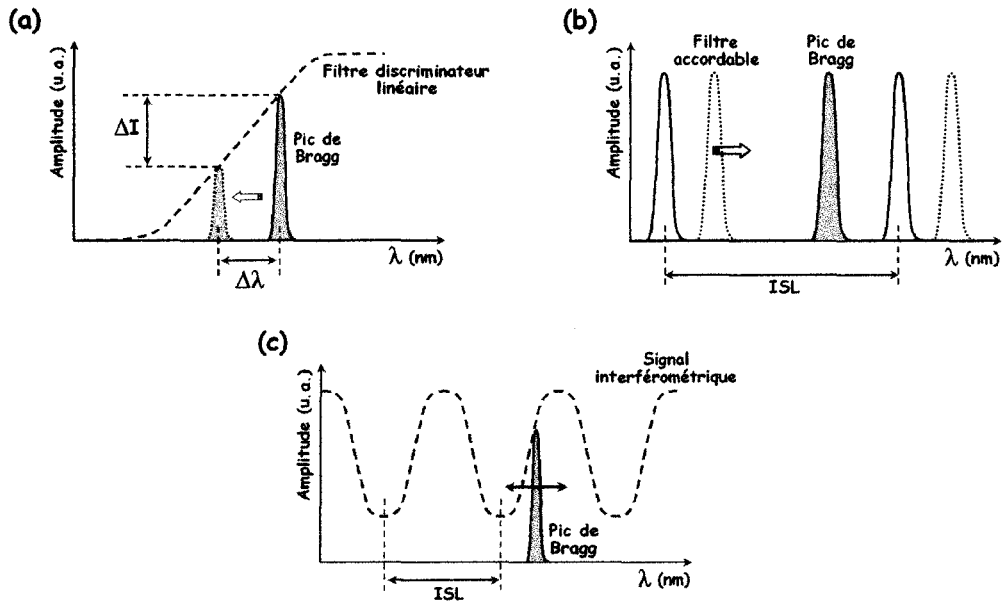 (a)
Amplitude (u. a.)
ΔI
Filtre discriminateur
linéaire
Pic de
Bragg
λ (nm)
Δλ
(b)
Amplitude (u. a.)
Filtre
accordable
Pic de
Bragg
λ (nm)
ISL
(c)
Amplitude (u. a.)
Signal
interférométrique
Pic de
Bragg
λ (nm)
ISL